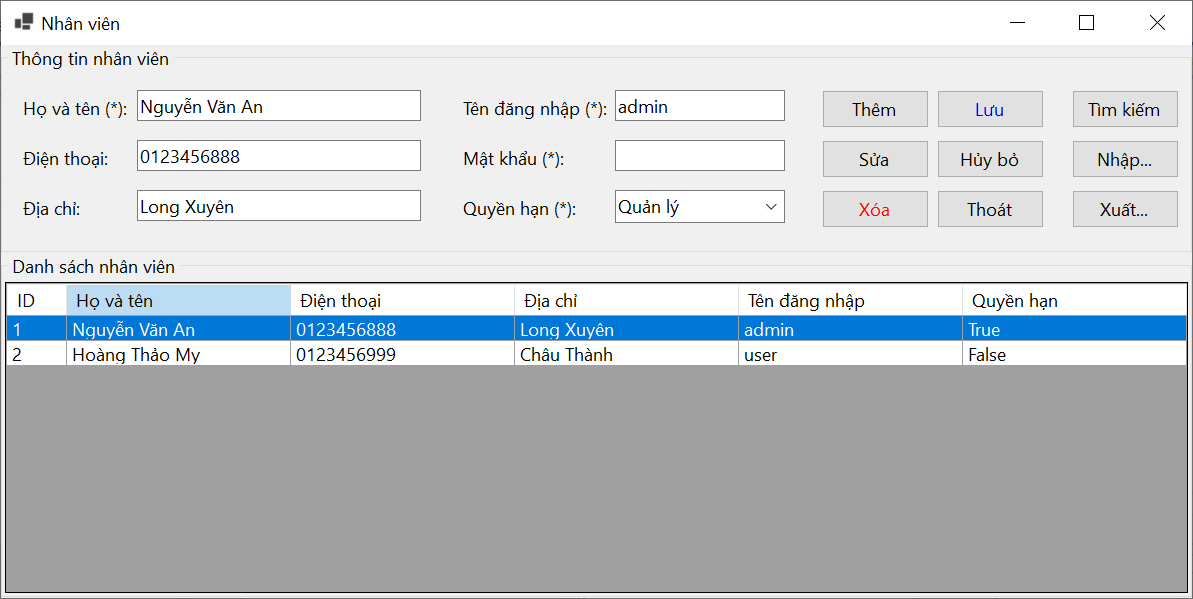 Nhân viên
Thông tin nhân viên
Họ và tên (*): Nguyễn Văn An Tên đăng nhập (*): admin Thêm Lưu Tìm kiếm
Điện thoại: 0123456888 Mật khẩu (*): Sửa Hủy bỏ Nhập...
Địa chỉ: Long Xuyên Quyền hạn (*): Quản lý Xóa Thoát Xuất...
Danh sách nhân viên
ID Họ và tên Điện thoại Địa chỉ Tên đăng nhập Quyền hạn
1 Nguyễn Văn An 0123456888 Long Xuyên admin True
2 Hoàng Thảo My 0123456999 Châu Thành user False